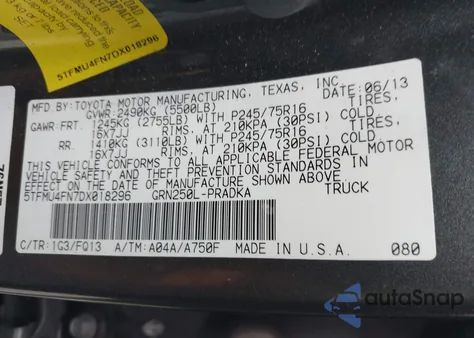 CAPACITY
5TFMU4FN7DX018296
MFD BY: TOYOTA MOTOR MANUFACTURING, TEXAS, INC.
GVWR: 2490KG (5500LB) DATE: 06/13
GAWR: FRT. 1245KG (2755LB) WITH P245/75R16 TIRES,
16X7JJ RIMS, AT 210KPA (30PSI) COLD
RR. 1410KG (3110LB) WITH P245/75R16 TIRES,
16X7JJ RIMS, AT 210KPA (30PSI) COLD
THIS VEHICLE CONFORMS TO ALL APPLICABLE FEDERAL MOTOR
VEHICLE SAFETY AND THEFT PREVENTION STANDARDS IN
EFFECT ON THE DATE OF MANUFACTURE SHOWN ABOVE.
5TFMU4FN7DX018296 GRN250L-PRADKA TRUCK
C/TR: 1G3/FQ13 A/TM: A04A/A750F MADE IN U.S.A. 080
autoSnap